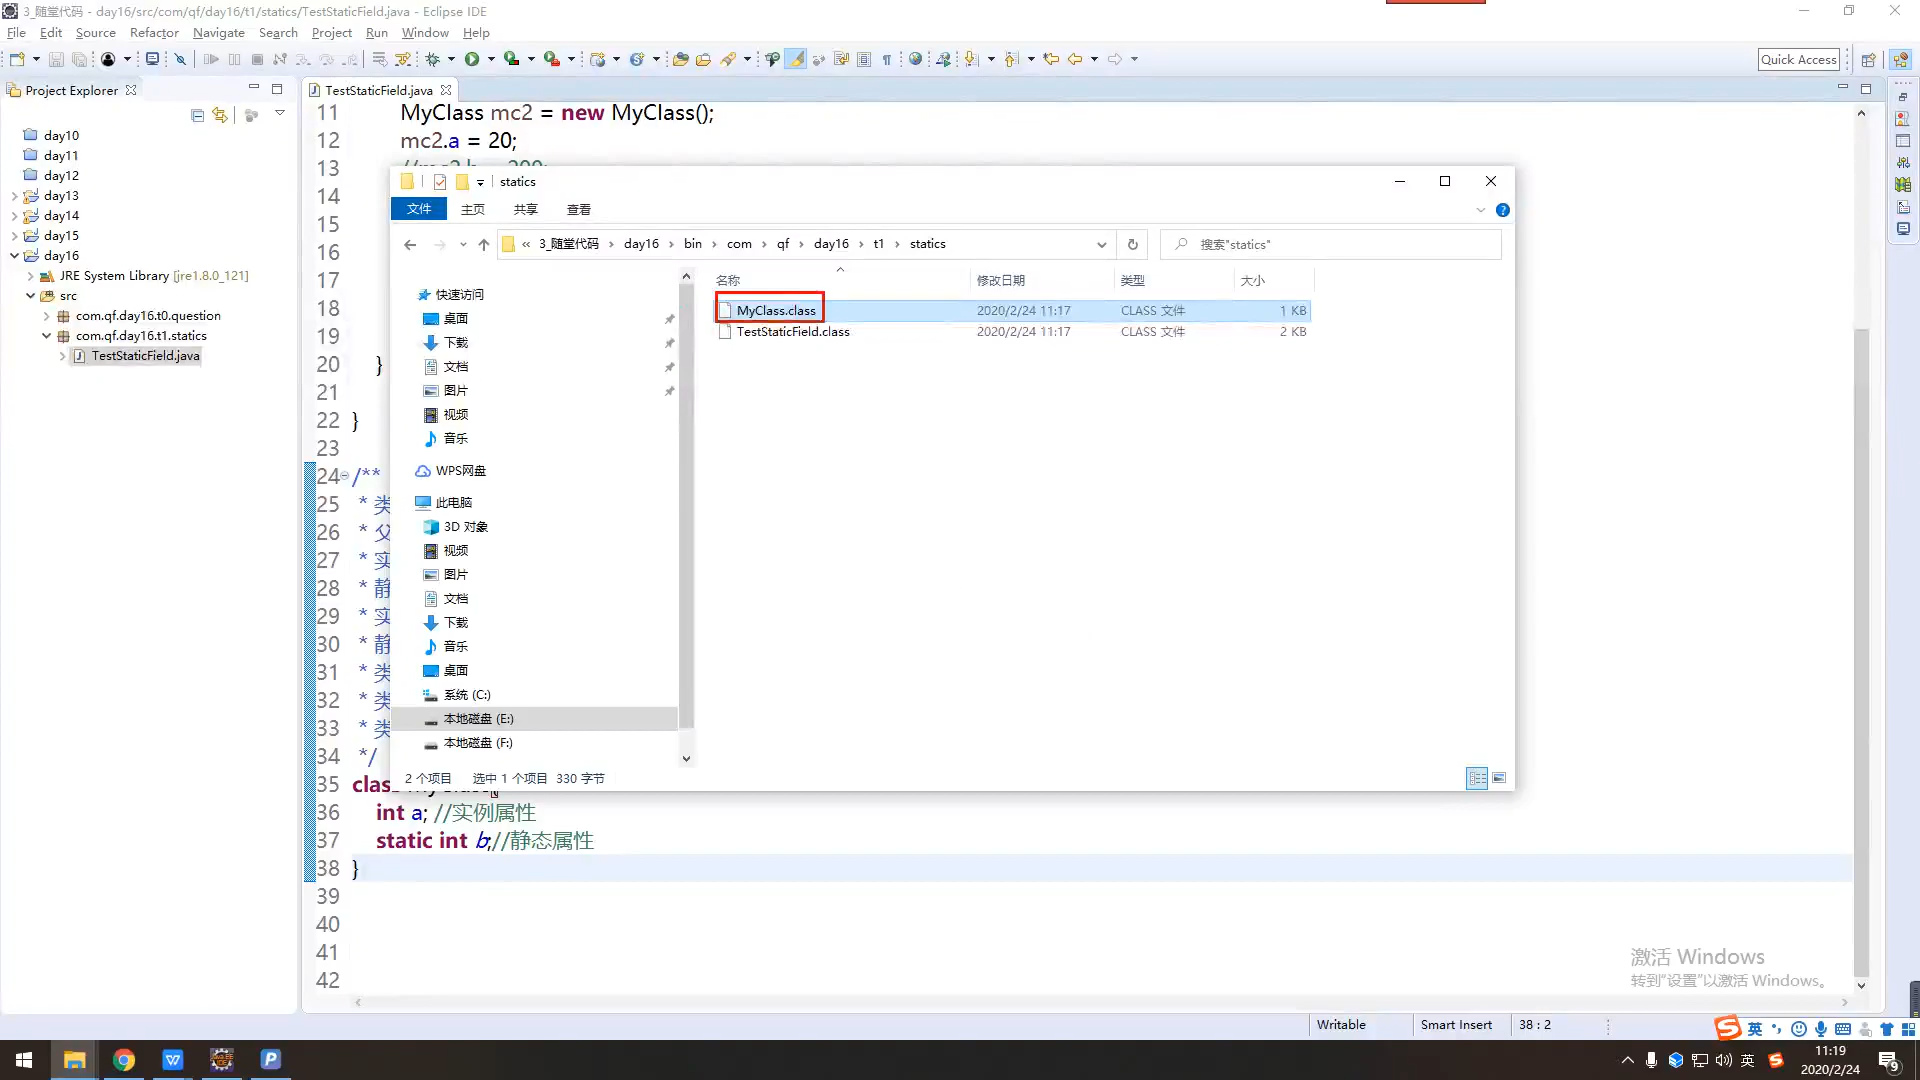 3_随堂代码 - day16/src/com/qf/day16/t1/statics/TestStaticField.java - Eclipse IDE
File Edit Source Refactor Navigate Search Project Run Window Help
Quick Access
Project Explorer
day10
day11
day12
day13
day14
day15
day16
JRE System Library [jre1.8.0_121]
src
com.qf.day16.t0.question
com.qf.day16.t1.statics
TestStaticField.java
TestStaticField.java
11 MyClass mc2 = new MyClass();
12 mc2.a = 20;
13
14
15
16
17
18
19
20 }
21
22 }
23
24 /**
25 * 类
26 * 父
27 * 实
28 * 静
29 * 实
30 * 静
31 * 类
32 * 类
33 * 类
34 */
35 clas
36 int a; //实例属性
37 static int b;//静态属性
38 }
39
40
41
42
statics
文件 主页 共享 查看
« 3_随堂代码 › day16 › bin › com › qf › day16 › t1 › statics
搜索"statics"
快速访问
桌面
下载
文档
图片
视频
音乐
WPS网盘
此电脑
3D 对象
视频
图片
文档
下载
音乐
桌面
系统 (C:)
本地磁盘 (E:)
本地磁盘 (F:)
名称 修改日期 类型 大小
MyClass.class 2020/2/24 11:17 CLASS 文件 1 KB
TestStaticField.class 2020/2/24 11:17 CLASS 文件 2 KB
2 个项目 选中 1 个项目 330 字节
激活 Windows
转到"设置"以激活 Windows。
Writable Smart Insert 38 : 2
英
英
11:19
2020/2/24
9